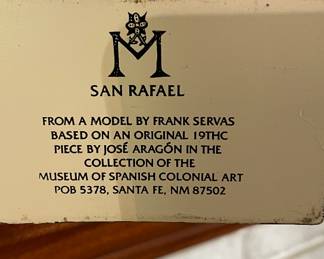 M
SAN RAFAEL
FROM A MODEL BY FRANK SERVAS
BASED ON AN ORIGINAL 19THC
PIECE BY JOSÉ ARAGÓN IN THE
COLLECTION OF THE
MUSEUM OF SPANISH COLONIAL ART
POB 5378, SANTA FE, NM 87502